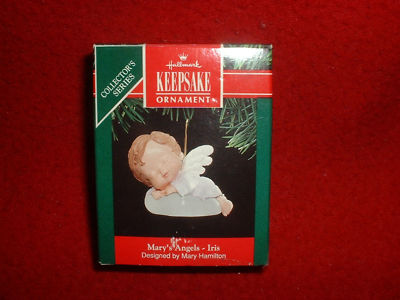 COLLECTOR'S
SERIES
Hallmark
KEEPSAKE
ORNAMENT
Mary's Angels - Iris
Designed by Mary Hamilton